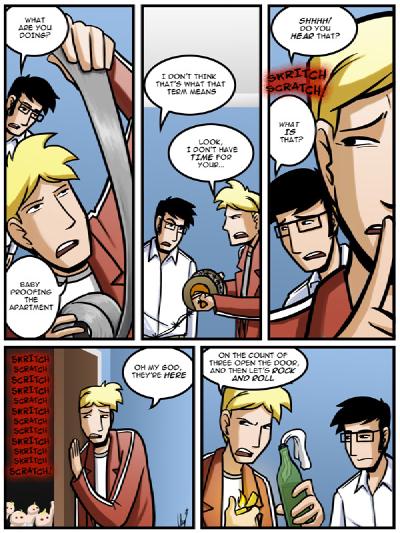 WHAT
ARE YOU
DOING?
BABY
PROOFING
THE
APARTMENT
I DON'T THINK
THAT'S WHAT THAT
TERM MEANS
LOOK,
I DON'T HAVE
TIME FOR
YOUR...
SHHHH!
DO YOU
HEAR THAT?
SKRITCH
SCRATCH!
WHAT
IS
THAT?
SKRITCH
SCRATCH
SKRITCH
SCRATCH
SKRITCH
SCRATCH
SKRITCH
SCRATCH
SKRITCH
SKRITCH
SCRATCH!
OH MY GOD,
THEY'RE HERE
ON THE COUNT OF
THREE OPEN THE DOOR,
AND THEN LET'S ROCK
AND ROLL